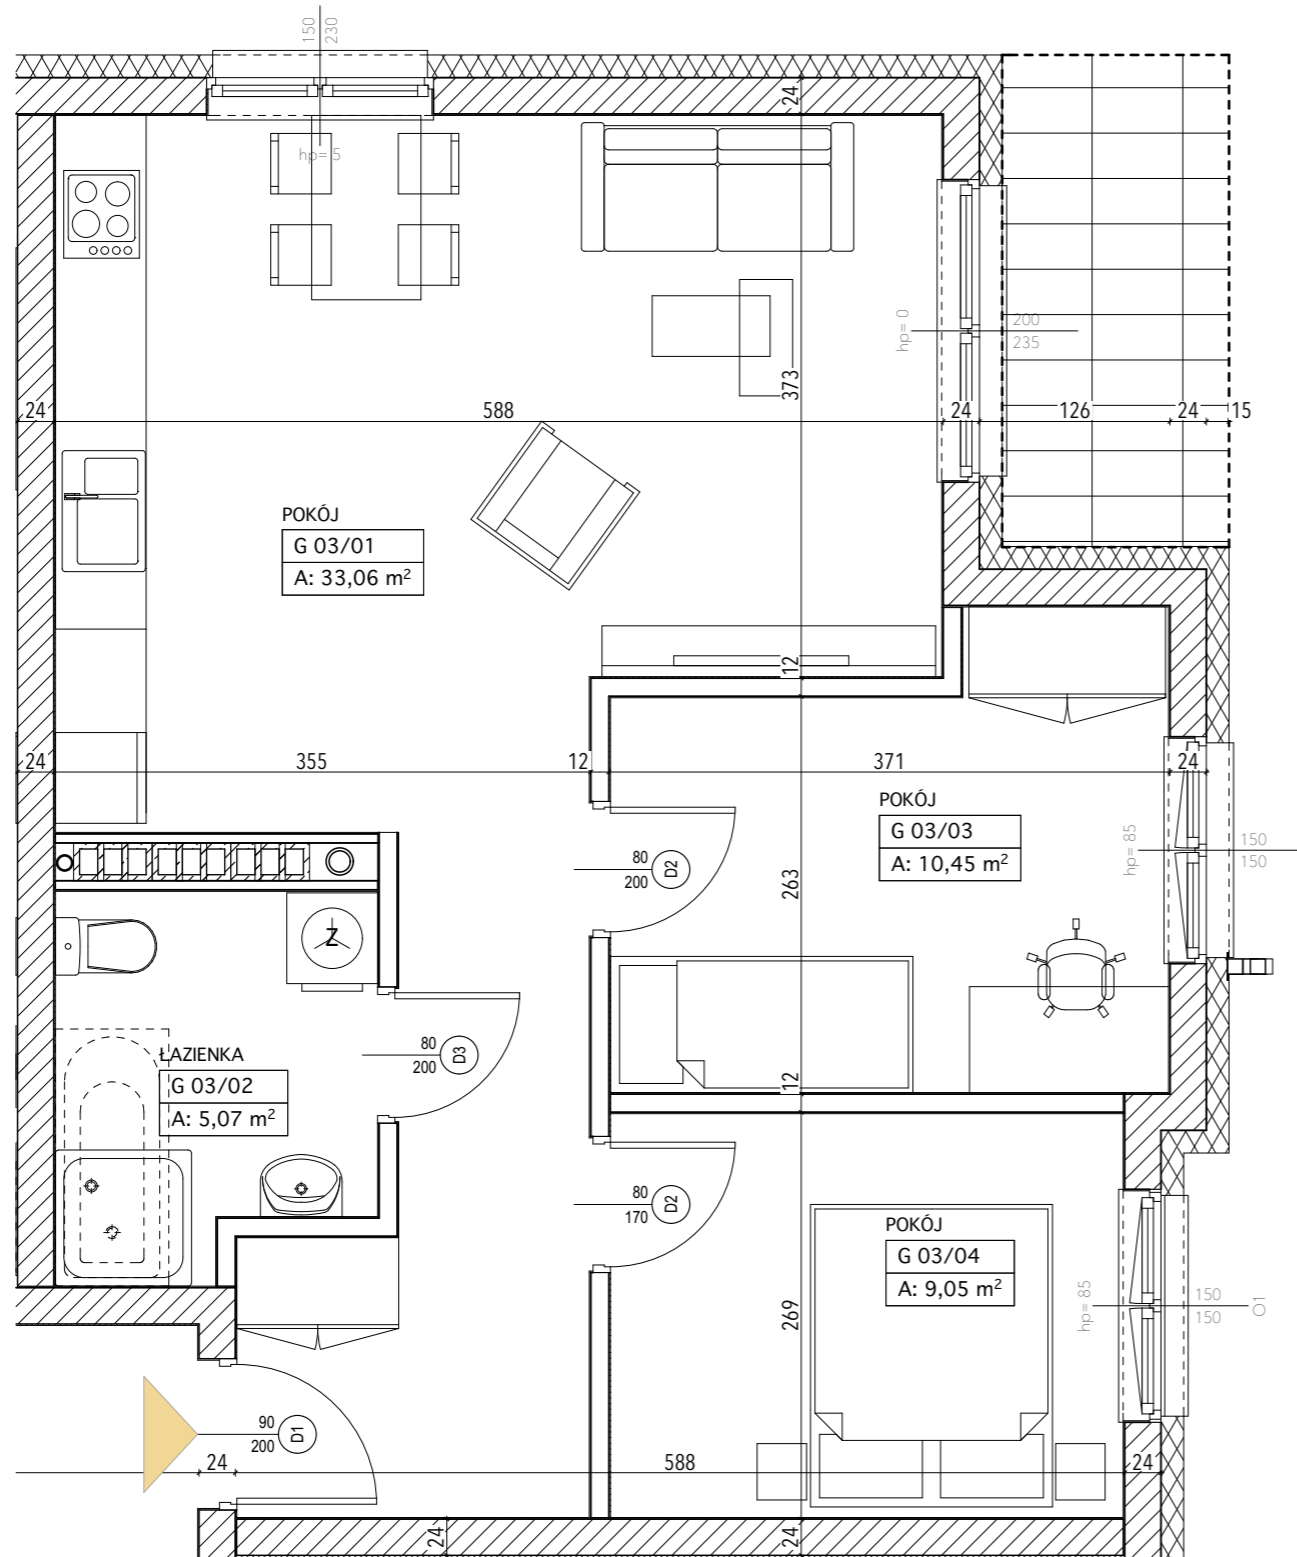 150
230
24
hp= 5
hp= 0
200
235
373
24
588
24
126
24
15
POKÓJ
G 03/01
A: 33,06 m²
12
24
355
12
371
24
POKÓJ
G 03/03
A: 10,45 m²
hp= 85
150
150
80
200
D2
263
Z
80
200
D3
ŁAZIENKA
G 03/02
A: 5,07 m²
12
80
170
D2
POKÓJ
G 03/04
A: 9,05 m²
269
hp= 85
150
150
O1
90
200
D1
24
588
24
24
24